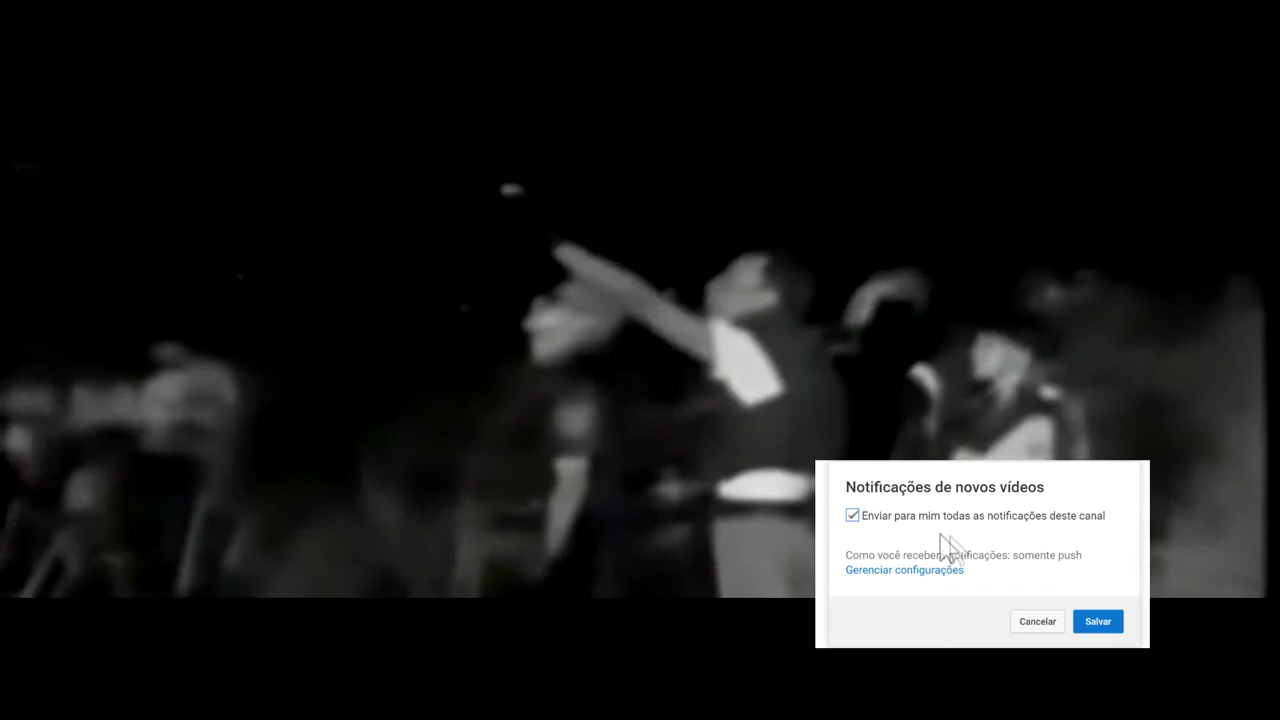 Notificações de novos vídeos
Enviar para mim todas as notificações deste canal
Como você receber notificações: somente push
Gerenciar configurações
Cancelar
Salvar